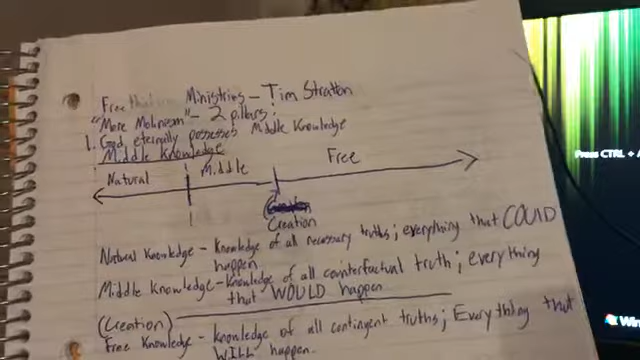 Free Ministries - Tim Stratton
"Mere Molinism" - 2 pillars:
1. God eternally possesses Middle Knowledge
Middle Knowledge
Natural Middle Free
Creation
Natural Knowledge - Knowledge of all necessary truths; everything that COULD
happen
Middle Knowledge - Knowledge of all counterfactual truth; everything
that WOULD happen
(Creation)
Free Knowledge - knowledge of all contingent truths; Everything that
WILL happen.
Press CTRL +
Win